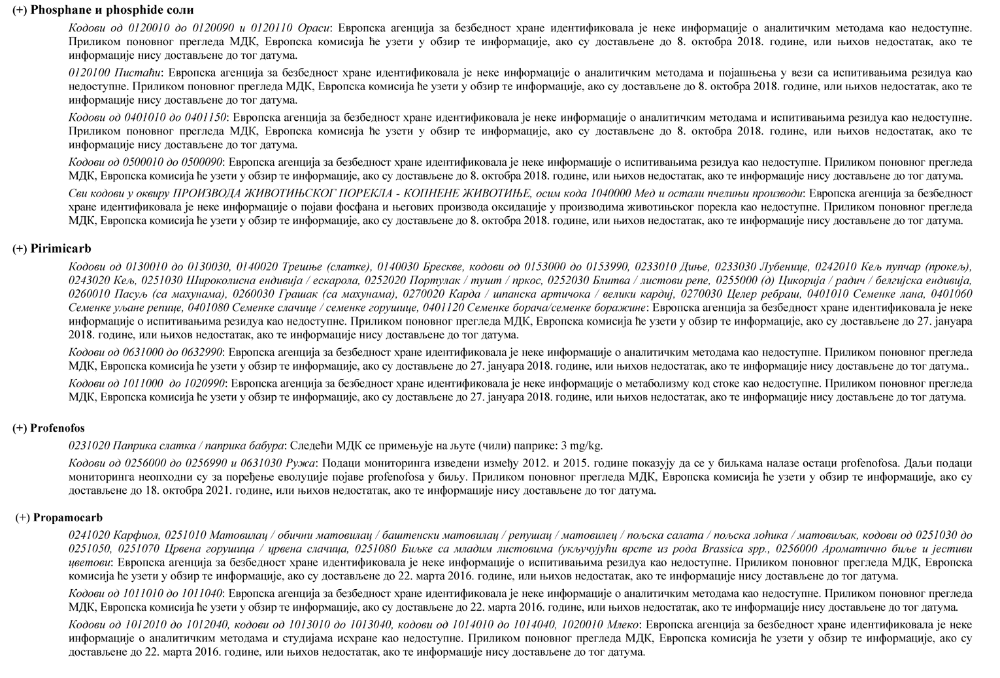 (+) Phosphane и phosphide соли
Кодови од 0120010 до 0120090 и 0120110 Ораси: Европска агенција за безбедност хране идентификовала је неке информације о аналитичким методама као недоступне.
Приликом поновног прегледа МДК, Европска комисија ће узети у обзир те информације, ако су достављене до 8. октобра 2018. године, или њихов недостатак, ако те
информације нису достављене до тог датума.
0120100 Пистаћи: Европска агенција за безбедност хране идентификовала је неке информације о аналитичким методама и појашњења у вези са испитивањима резидуа као
недоступне. Приликом поновног прегледа МДК, Европска комисија ће узети у обзир те информације, ако су достављене до 8. октобра 2018. године, или њихов недостатак, ако те
информације нису достављене до тог датума.
Кодови од 0401010 до 0401150: Европска агенција за безбедност хране идентификовала је неке информације о аналитичким методама и испитивањима резидуа као недоступне.
Приликом поновног прегледа МДК, Европска комисија ће узети у обзир те информације, ако су достављене до 8. октобра 2018. године, или њихов недостатак, ако те
информације нису достављене до тог датума.
Кодови од 0500010 до 0500090: Европска агенција за безбедност хране идентификовала је неке информације о испитивањима резидуа као недоступне. Приликом поновног прегледа
МДК, Европска комисија ће узети у обзир те информације, ако су достављене до 8. октобра 2018. године, или њихов недостатак, ако те информације нису достављене до тог датума.
Сви кодови у оквиру ПРОИЗВОДА ЖИВОТИЊСКОГ ПОРЕКЛА - КОПНЕНЕ ЖИВОТИЊЕ, осим кода 1040000 Мед и остали пчелињи производи: Европска агенција за безбедност
хране идентификовала је неке информације о појави фосфана и његових производа оксидације у производима животињског порекла као недоступне. Приликом поновног прегледа
МДК, Европска комисија ће узети у обзир те информације, ако су достављене до 8. октобра 2018. године, или њихов недостатак, ако те информације нису достављене до тог датума.
(+) Pirimicarb
Кодови од 0130010 до 0130030, 0140020 Трешње (слатке), 0140030 Брескве, кодови од 0153000 до 0153990, 0233010 Диње, 0233030 Лубенице, 0242010 Кељ пупчар (прокељ),
0243020 Кељ, 0251030 Широколисна ендивија / ескарола, 0252020 Портулак / тушт / пркос, 0252030 Блитва / листови репе, 0255000 (д) Цикорија / радич / белгијска ендивија,
0260010 Пасуљ (са махунама), 0260030 Грашак (са махунама), 0270020 Карда / шпанска артичока / велики кардиј, 0270030 Целер ребраш, 0401010 Семенке лана, 0401060
Семенке уљане репице, 0401080 Семенке слачице / семенке горушице, 0401120 Семенке борача/семенке боражине: Европска агенција за безбедност хране идентификовала је неке
информације о испитивањима резидуа као недоступне. Приликом поновног прегледа МДК, Европска комисија ће узети у обзир те информације, ако су достављене до 27. јануара
2018. године, или њихов недостатак, ако те информације нису достављене до тог датума.
Кодови од 0631000 до 0632990: Европска агенција за безбедност хране идентификовала је неке информације о аналитичким методама као недоступне. Приликом поновног прегледа
МДК, Европска комисија ће узети у обзир те информације, ако су достављене до 27. јануара 2018. године, или њихов недостатак, ако те информације нису достављене до тог датума..
Кодови од 1011000 до 1020990: Европска агенција за безбедност хране идентификовала је неке информације о метаболизму код стоке као недоступне. Приликом поновног прегледа
МДК, Европска комисија ће узети у обзир те информације, ако су достављене до 27. јануара 2018. године, или њихов недостатак, ако те информације нису достављене до тог датума.
(+) Profenofos
0231020 Паприка слатка / паприка бабура: Следећи МДК се примењује на љуте (чили) паприке: 3 mg/kg.
Кодови од 0256000 до 0256990 и 0631030 Ружа: Подаци мониторинга изведени између 2012. и 2015. године показују да се у биљкама налазе остаци profenofosa. Даљи подаци
мониторинга неопходни су за поређење еволуције појаве profenofosa у биљу. Приликом поновног прегледа МДК, Европска комисија ће узети у обзир те информације, ако су
достављене до 18. октобра 2021. године, или њихов недостатак, ако те информације нису достављене до тог датума.
(+) Propamocarb
0241020 Карфиол, 0251010 Матовилац / обични матовилац / баштенски матовилац / репушац / матовилец / пољска салата / пољска лоћика / матовиљак, кодови од 0251030 до
0251050, 0251070 Црвена горушица / црвена слачица, 0251080 Биљке са младим листовима (укључујући врсте из рода Brassica spp., 0256000 Ароматично биље и јестиви
цветови: Европска агенција за безбедност хране идентификовала је неке информације о испитивањима резидуа као недоступне. Приликом поновног прегледа МДК, Европска
комисија ће узети у обзир те информације, ако су достављене до 22. марта 2016. године, или њихов недостатак, ако те информације нису достављене до тог датума.
Кодови од 1011010 до 1011040: Европска агенција за безбедност хране идентификовала је неке информације о аналитичким методама као недоступне. Приликом поновног прегледа
МДК, Европска комисија ће узети у обзир те информације, ако су достављене до 22. марта 2016. године, или њихов недостатак, ако те информације нису достављене до тог датума.
Кодови од 1012010 до 1012040, кодови од 1013010 до 1013040, кодови од 1014010 до 1014040, 1020010 Млеко: Европска агенција за безбедност хране идентификовала је неке
информације о аналитичким методама и студијама исхране као недоступне. Приликом поновног прегледа МДК, Европска комисија ће узети у обзир те информације, ако су
достављене до 22. марта 2016. године, или њихов недостатак, ако те информације нису достављене до тог датума.